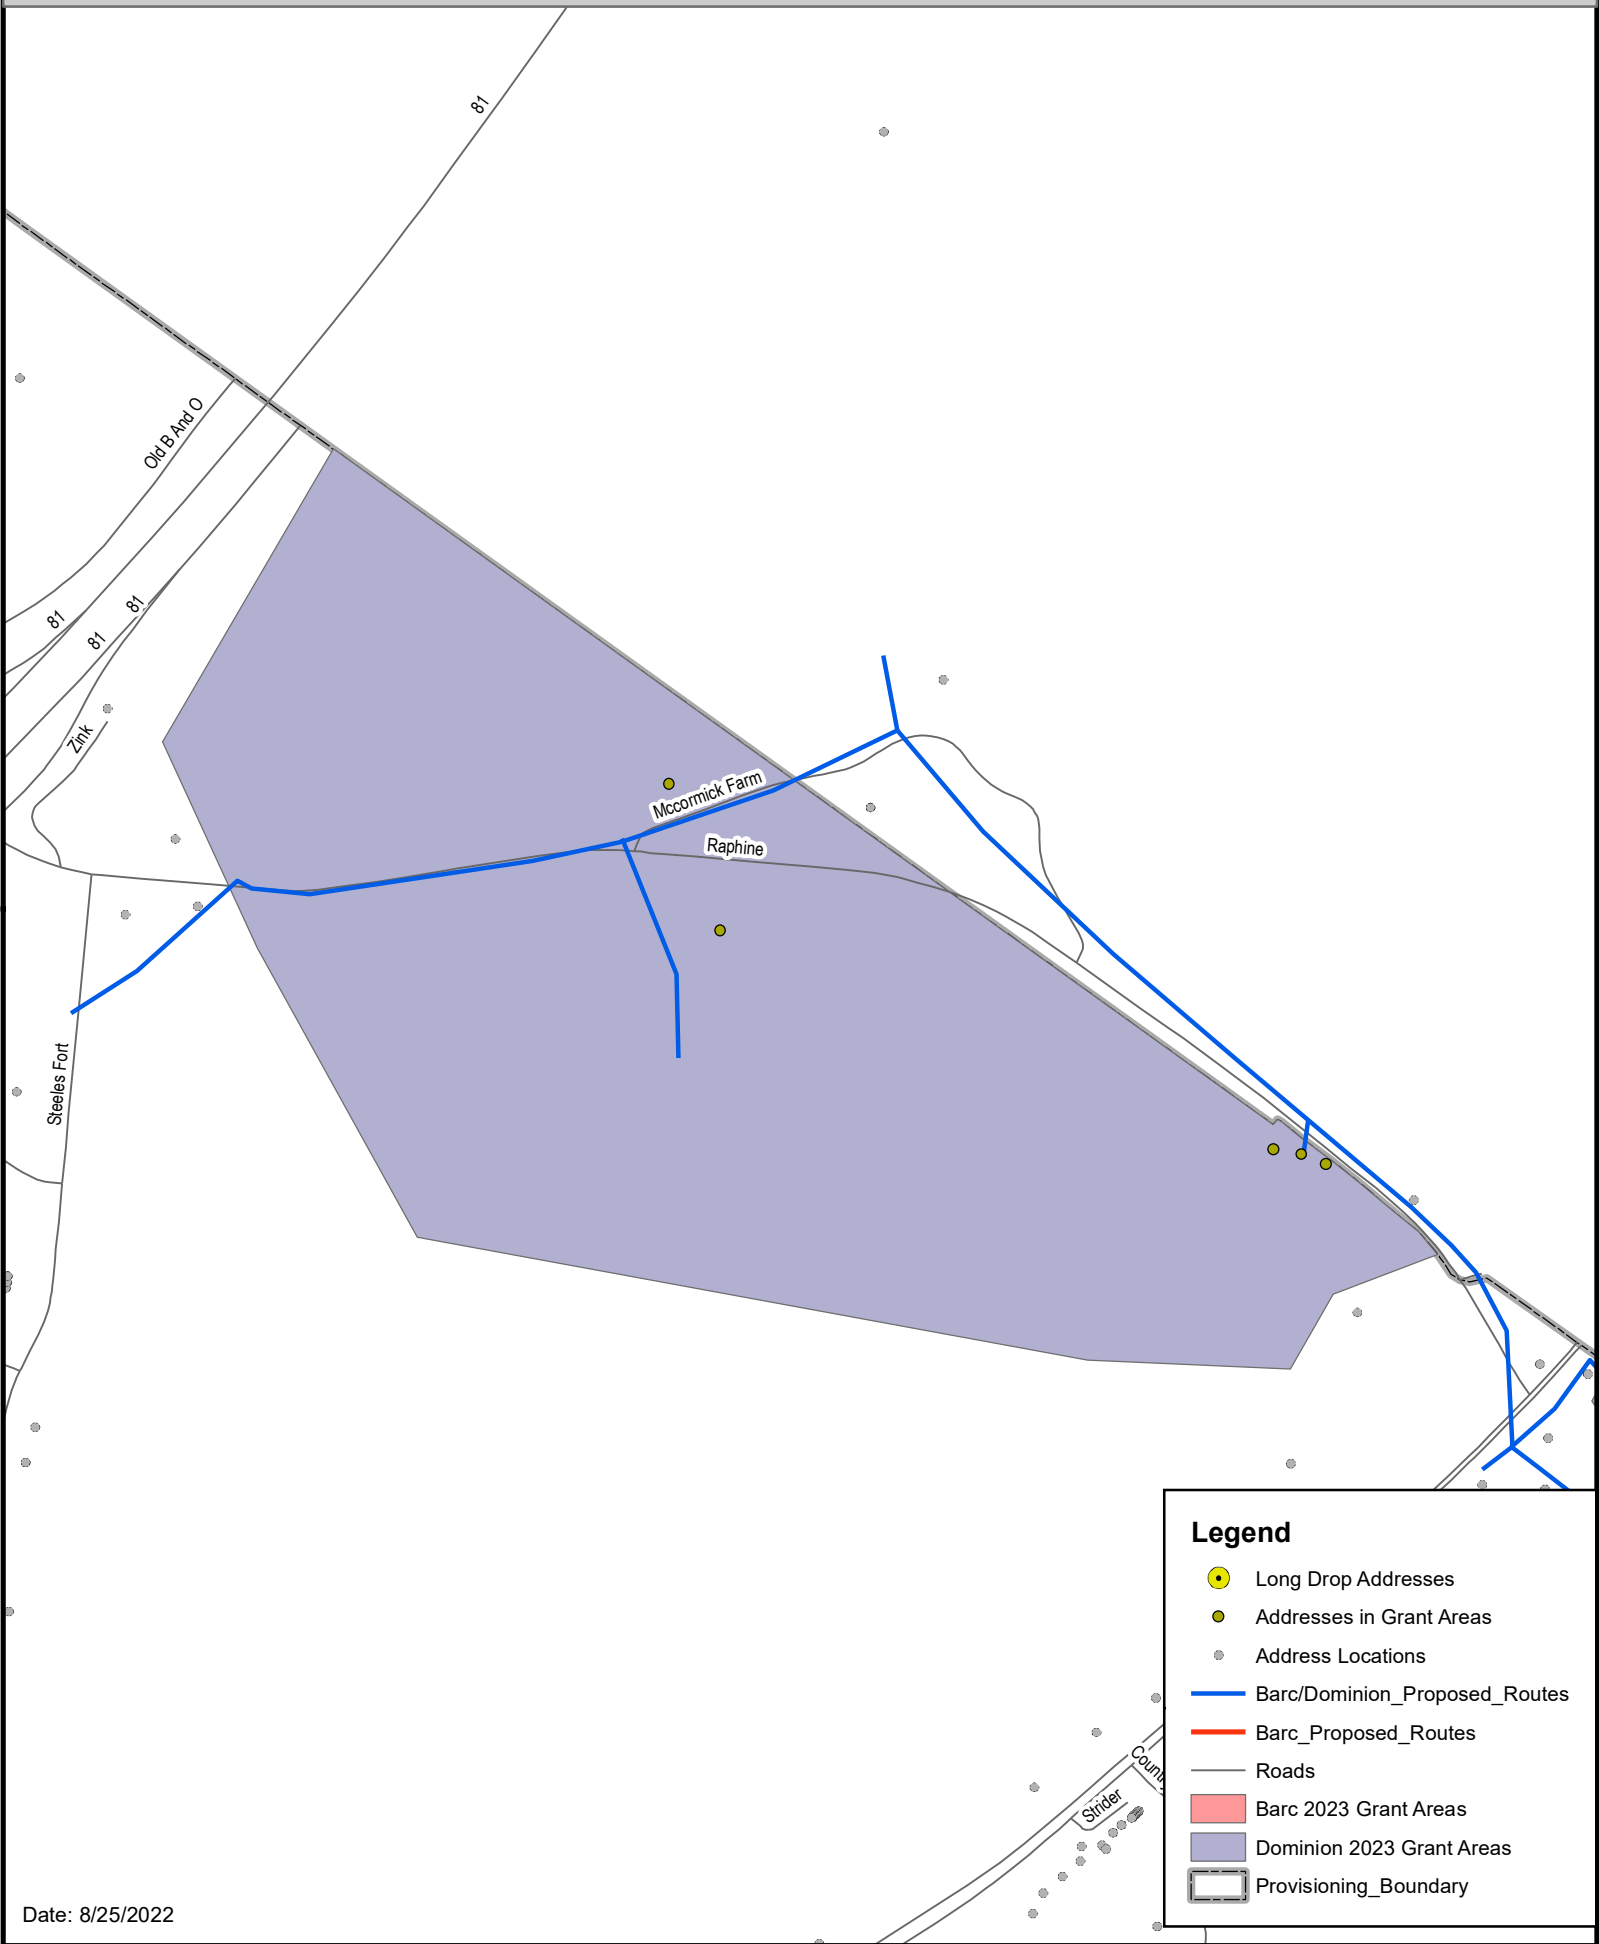 81
Old B And O
81
81
81
Zink
Mccormick Farm
Raphine
Steeles Fort
Strider
Legend
Long Drop Addresses
Addresses in Grant Areas
Address Locations
Barc/Dominion_Proposed_Routes
Barc_Proposed_Routes
Roads
Barc 2023 Grant Areas
Dominion 2023 Grant Areas
Provisioning_Boundary
Date: 8/25/2022